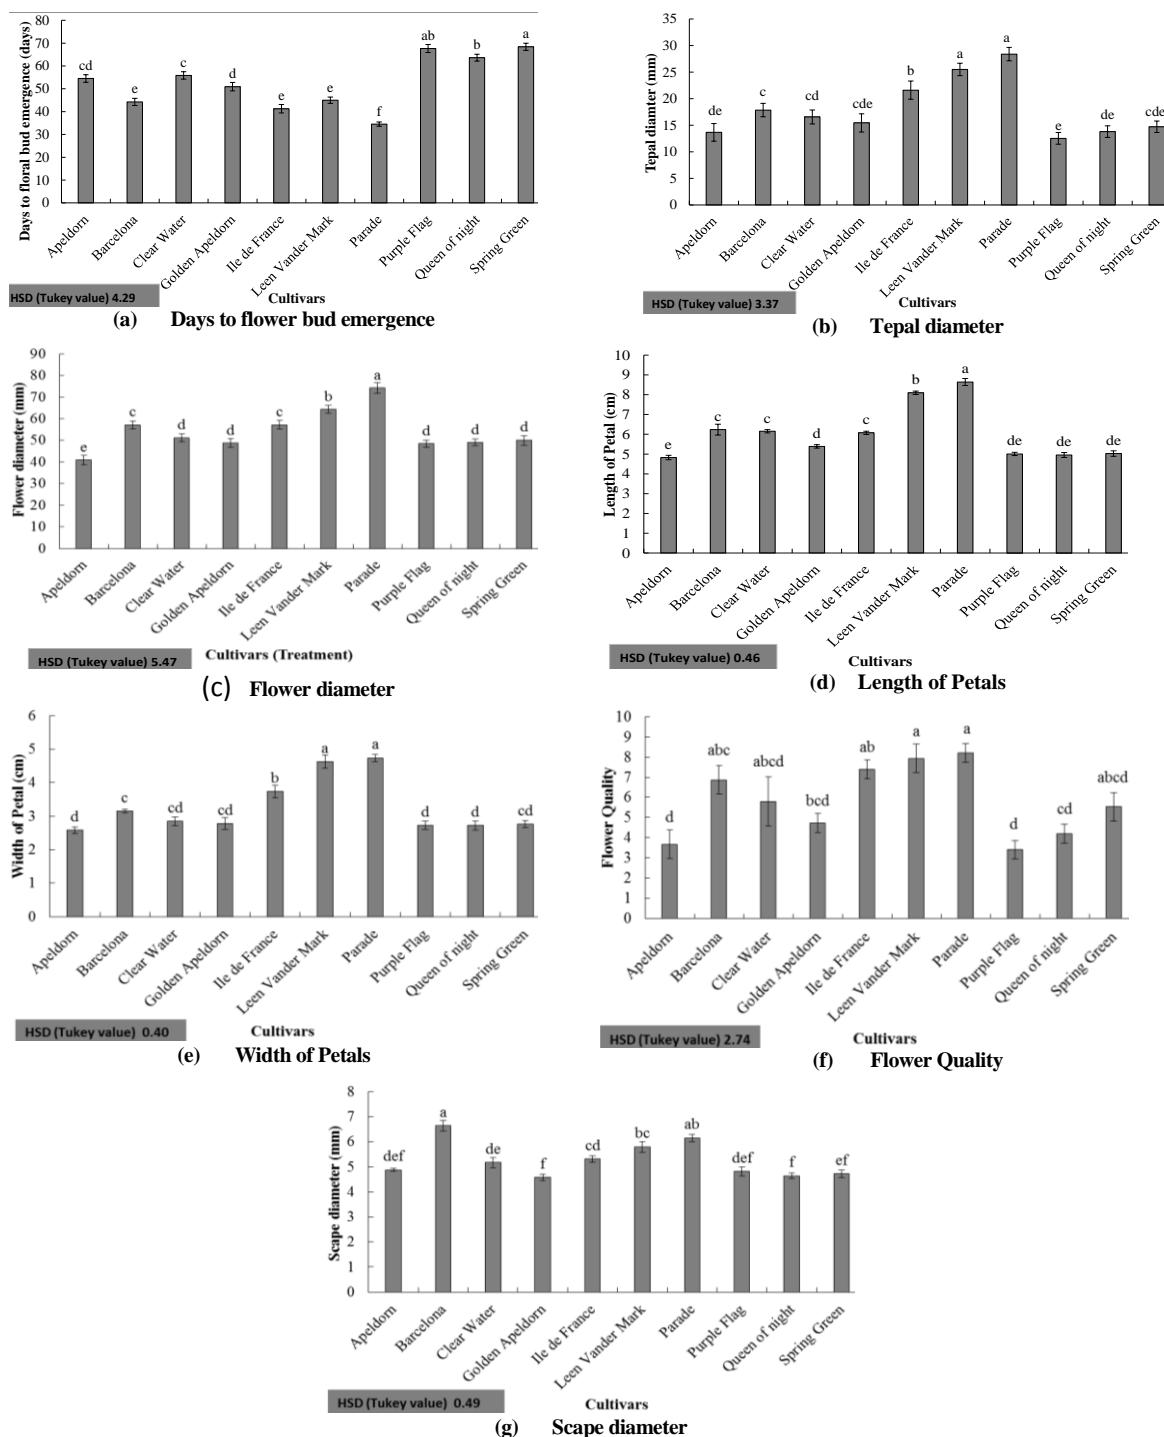 80
70
60
50
40
30
20
10
0
Days to floral bud emergence (days)
cd
e
c
d
e
e
f
ab
b
a
Apeldorn
Barcelona
Clear Water
Golden Apeldorn
Ile de France
Leen Vander Mark
Parade
Purple Flag
Queen of night
Spring Green
HSD (Tukey value) 4.29
Cultivars
(a) Days to flower bud emergence
35
30
25
20
15
10
5
0
Tepal diamter (mm)
de
c
cd
cde
b
a
a
e
de
cde
Apeldorn
Barcelona
Clear Water
Golden Apeldorn
Ile de France
Leen Vander Mark
Parade
Purple Flag
Queen of night
Spring Green
HSD (Tukey value) 3.37
Cultivars
(b) Tepal diameter
90
80
70
60
50
40
30
20
10
0
Flower diameter (mm)
e
c
d
d
c
b
a
d
d
d
Apeldorn
Barcelona
Clear Water
Golden Apeldorn
Ile de France
Leen Vander Mark
Parade
Purple Flag
Queen of night
Spring Green
HSD (Tukey value) 5.47
Cultivars (Treatment)
(c) Flower diameter
10
9
8
7
6
5
4
3
2
1
0
Length of Petal (cm)
e
c
c
d
c
b
a
de
de
de
Apeldorn
Barcelona
Clear Water
Golden Apeldorn
Ile de France
Leen Vander Mark
Parade
Purple Flag
Queen of night
Spring Green
HSD (Tukey value) 0.46
Cultivars
(d) Length of Petals
6
5
4
3
2
1
0
Width of Petal (cm)
d
c
cd
cd
b
a
a
d
d
cd
Apeldorn
Barcelona
Clear Water
Golden Apeldorn
Ile de France
Leen Vander Mark
Parade
Purple Flag
Queen of night
Spring Green
HSD (Tukey value) 0.40
Cultivars
(e) Width of Petals
10
9
8
7
6
5
4
3
2
1
0
Flower Quality
d
abc
abcd
bcd
ab
a
a
d
cd
abcd
Apeldorn
Barcelona
Clear Water
Golden Apeldorn
Ile de France
Leen Vander Mark
Parade
Purple Flag
Queen of night
Spring Green
HSD (Tukey value) 2.74
Cultivars
(f) Flower Quality
8
7
6
5
4
3
2
1
0
Scape diameter (mm)
def
a
de
f
cd
bc
ab
def
f
ef
Apeldorn
Barcelona
Clear Water
Golden Apeldorn
Ile de France
Leen Vander Mark
Parade
Purple Flag
Queen of night
Spring Green
HSD (Tukey value) 0.49
Cultivars
(g) Scape diameter